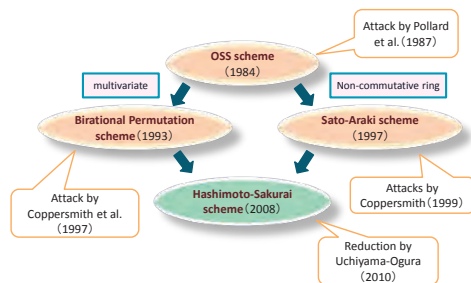 Attack by Pollard
et al.(1987)
OSS scheme
(1984)
multivariate
Non-commutative ring
Birational Permutation
scheme(1993)
Sato-Araki scheme
(1997)
Attack by
Coppersmith et al.
(1997)
Hashimoto-Sakurai
scheme(2008)
Attacks by
Coppersmith(1999)
Reduction by
Uchiyama-Ogura
(2010)